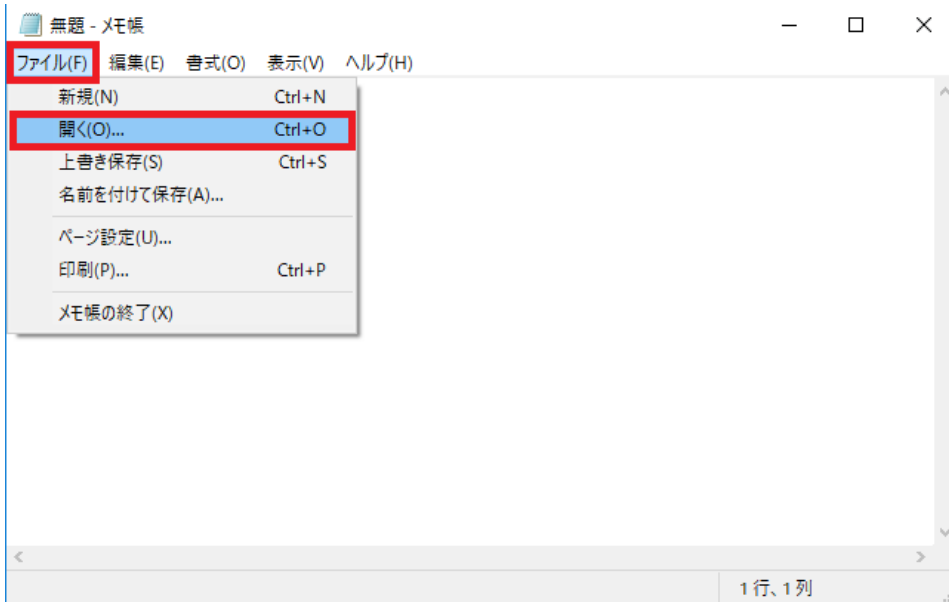 無題 - メモ帳
ファイル(F) 編集(E) 書式(O) 表示(V) ヘルプ(H)
新規(N) Ctrl+N
開く(O)... Ctrl+O
上書き保存(S) Ctrl+S
名前を付けて保存(A)...
ページ設定(U)...
印刷(P)... Ctrl+P
メモ帳の終了(X)
1行、1列